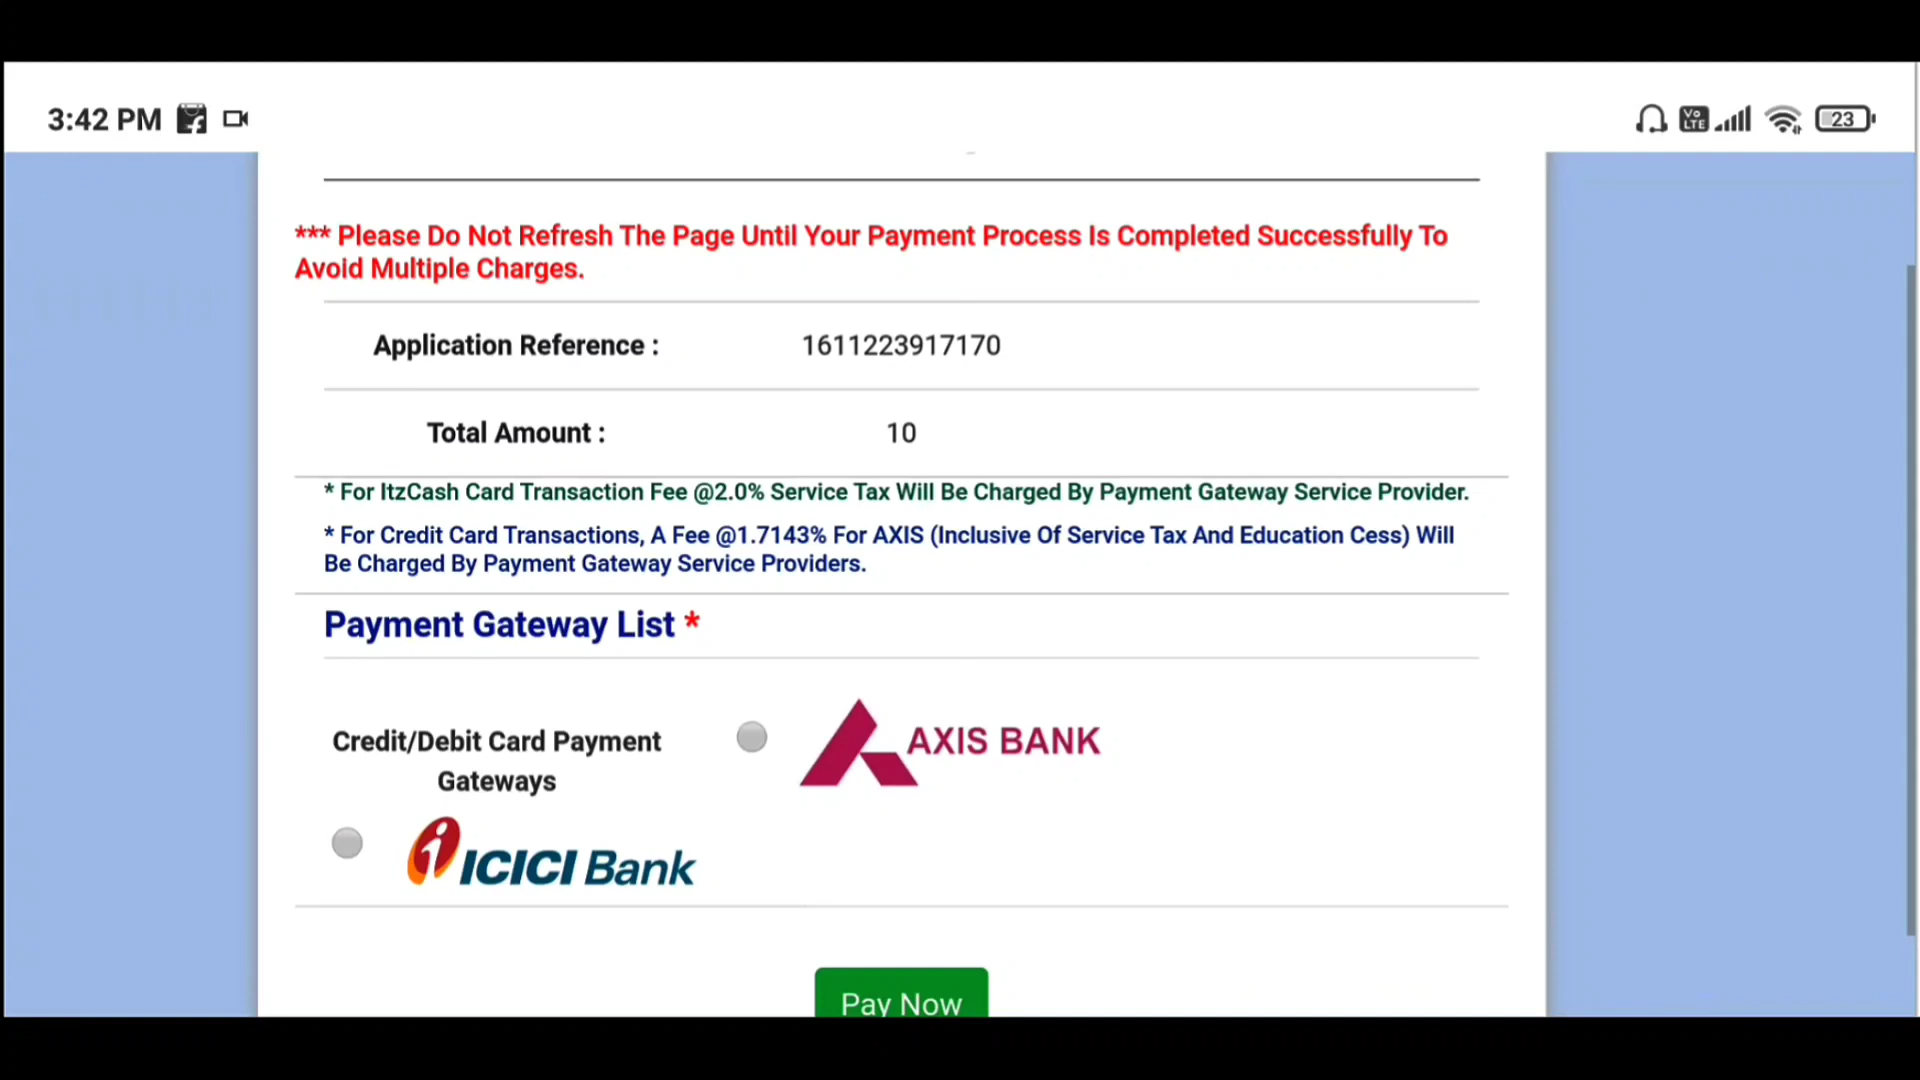 3:42 PM
Vo LTE
23
*** Please Do Not Refresh The Page Until Your Payment Process Is Completed Successfully To
Avoid Multiple Charges.
Application Reference : 1611223917170
Total Amount : 10
* For ItzCash Card Transaction Fee @2.0% Service Tax Will Be Charged By Payment Gateway Service Provider.
* For Credit Card Transactions, A Fee @1.7143% For AXIS (Inclusive Of Service Tax And Education Cess) Will
Be Charged By Payment Gateway Service Providers.
Payment Gateway List *
Credit/Debit Card Payment
Gateways
AXIS BANK
ICICI Bank
Pay Now